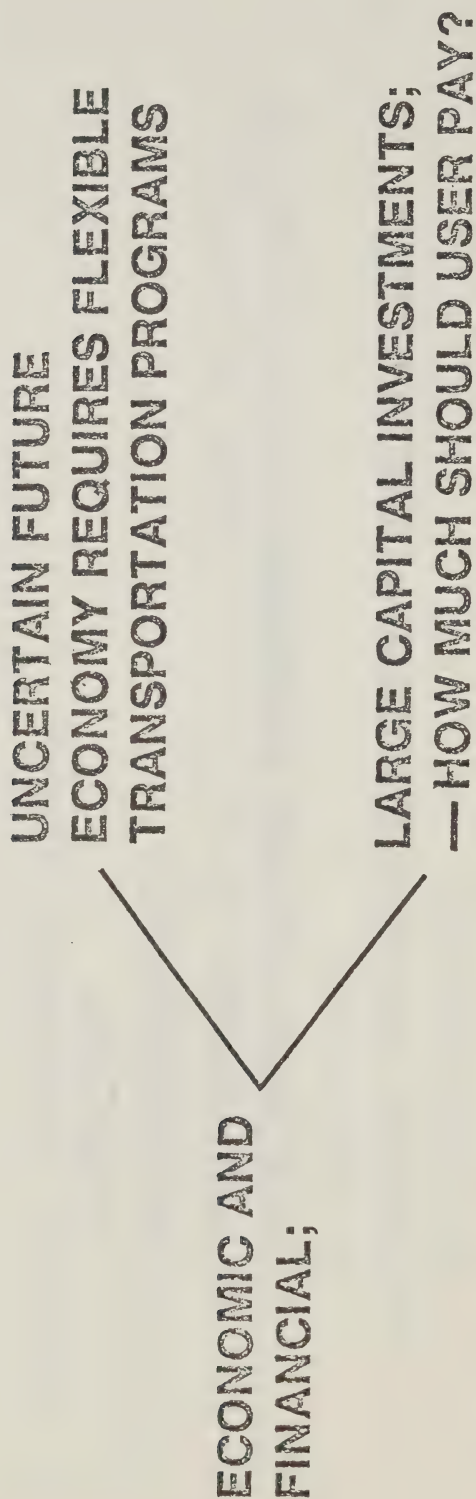 ECONOMIC AND
FINANCIAL;
UNCERTAIN FUTURE
ECONOMY REQUIRES FLEXIBLE
TRANSPORTATION PROGRAMS
LARGE CAPITAL INVESTMENTS;
— HOW MUCH SHOULD USER PAY?